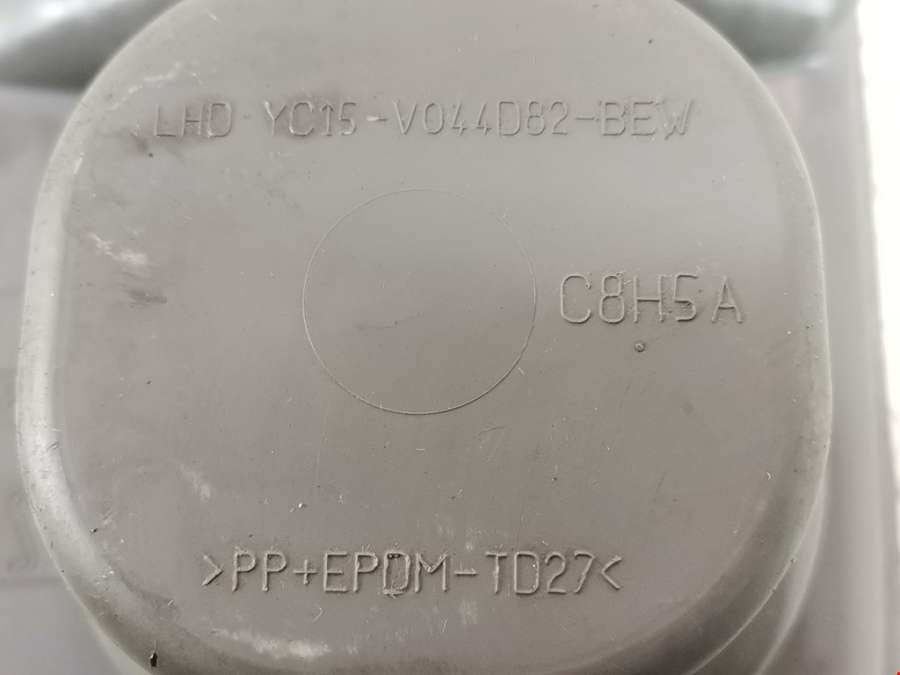 LHD YC15-V044D82-BEW
C8H5A
>PP+EPDM-TD27<